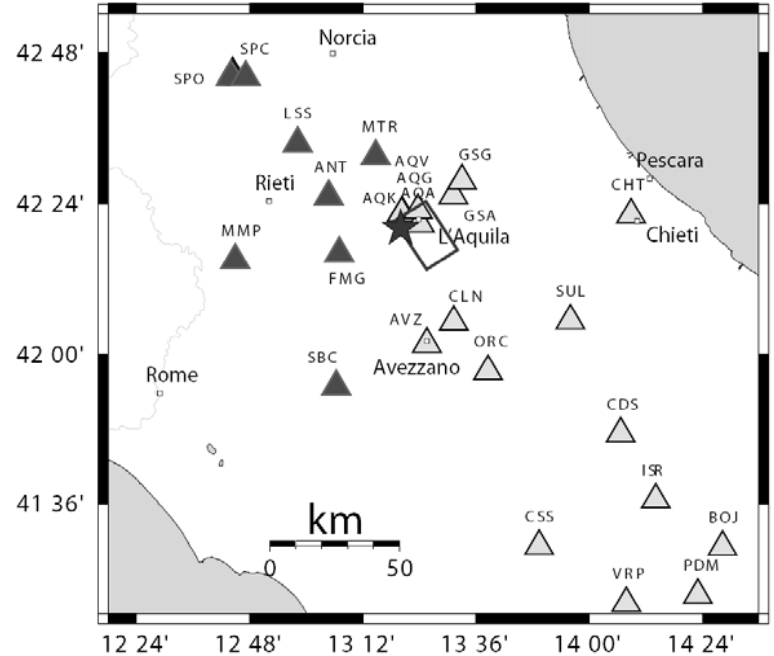 42 48'
Norcia
SPC
SPO
LSS
MTR
AQV
GSG
ANT
AQG
Pescara
Rieti
AQK
AQA
CHT
42 24'
GSA
MMP
L'Aquila
Chieti
FMG
CLN
SUL
AVZ
ORC
42 00'
SBC
Avezzano
Rome
CDS
ISR
41 36'
km
CSS
BOJ
0
50
VRP
PDM
12 24'
12 48'
13 12'
13 36'
14 00'
14 24'